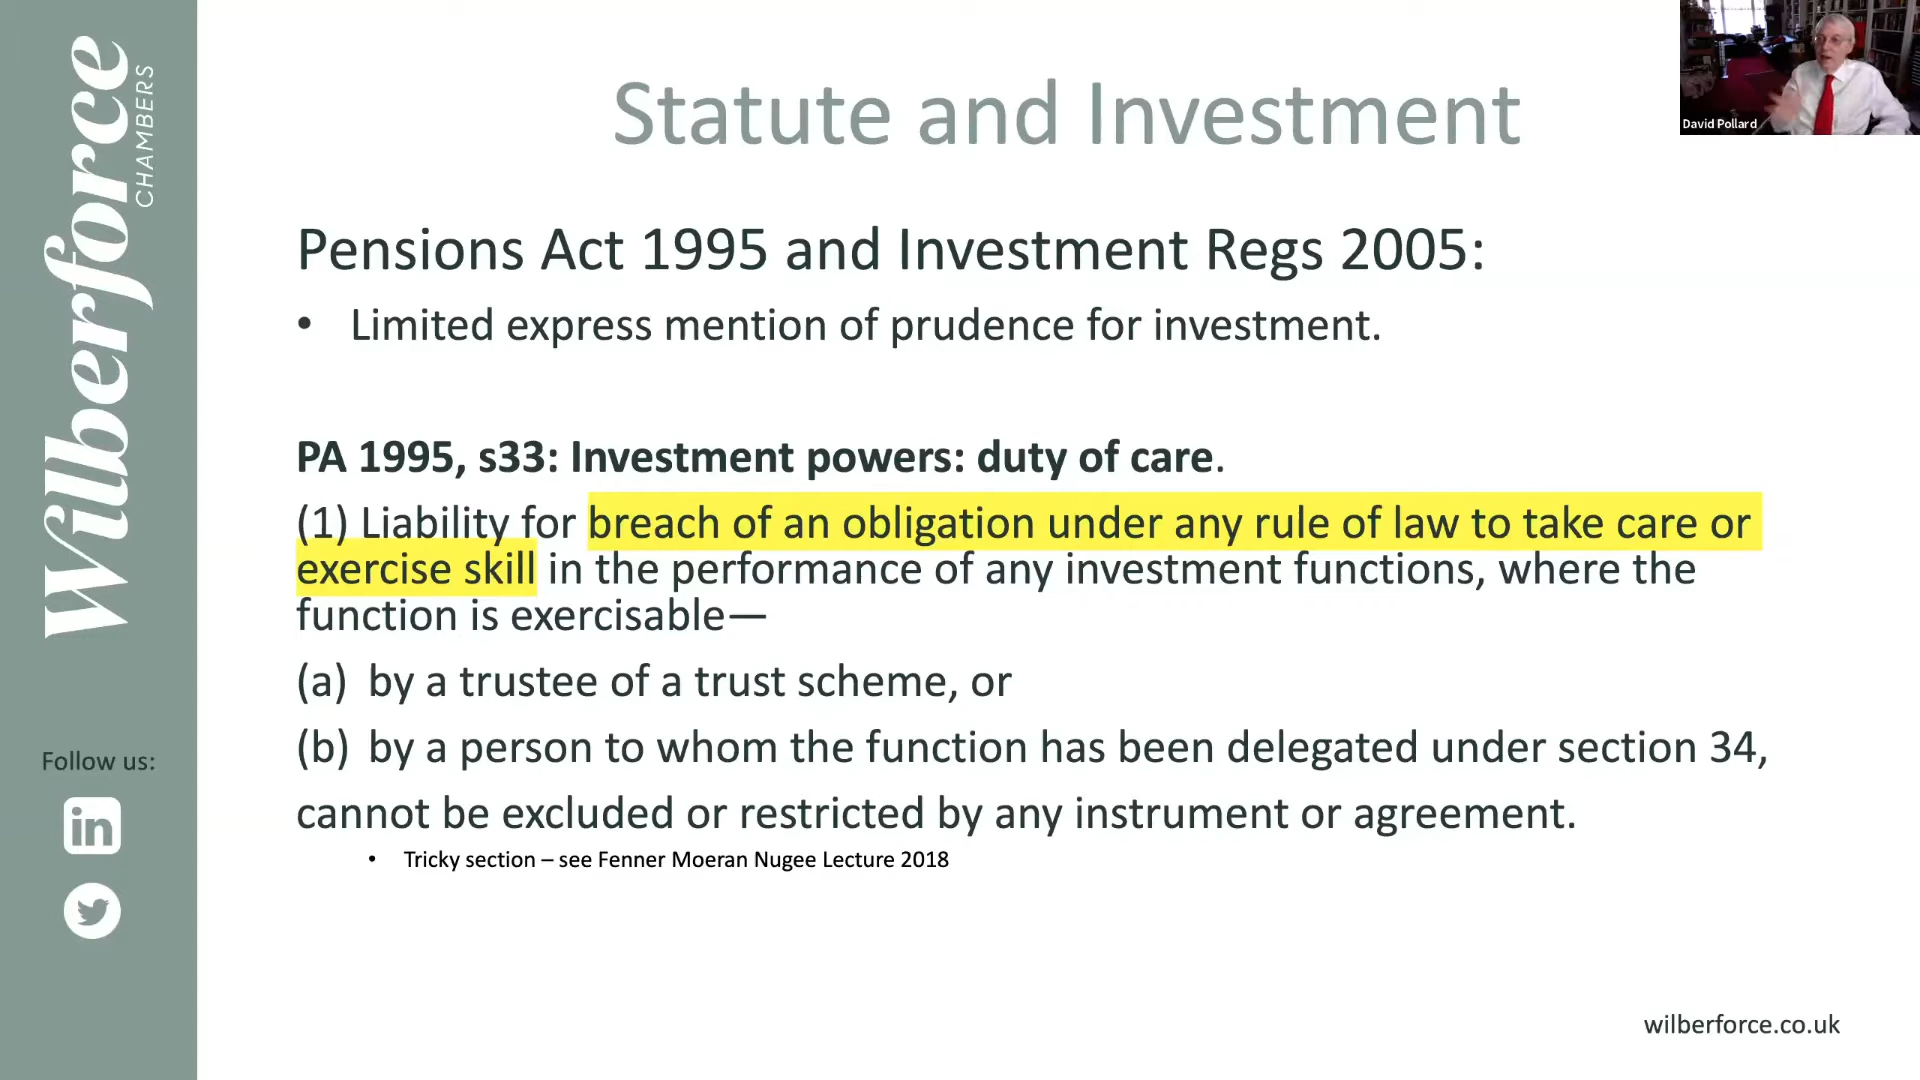 Wilberforce
CHAMBERS
Statute and Investment
David Pollard
Pensions Act 1995 and Investment Regs 2005:
• Limited express mention of prudence for investment.
PA 1995, s33: Investment powers: duty of care.
(1) Liability for breach of an obligation under any rule of law to take care or
exercise skill in the performance of any investment functions, where the
function is exercisable—
(a) by a trustee of a trust scheme, or
(b) by a person to whom the function has been delegated under section 34,
cannot be excluded or restricted by any instrument or agreement.
• Tricky section – see Fenner Moeran Nugee Lecture 2018
Follow us:
in
wilberforce.co.uk